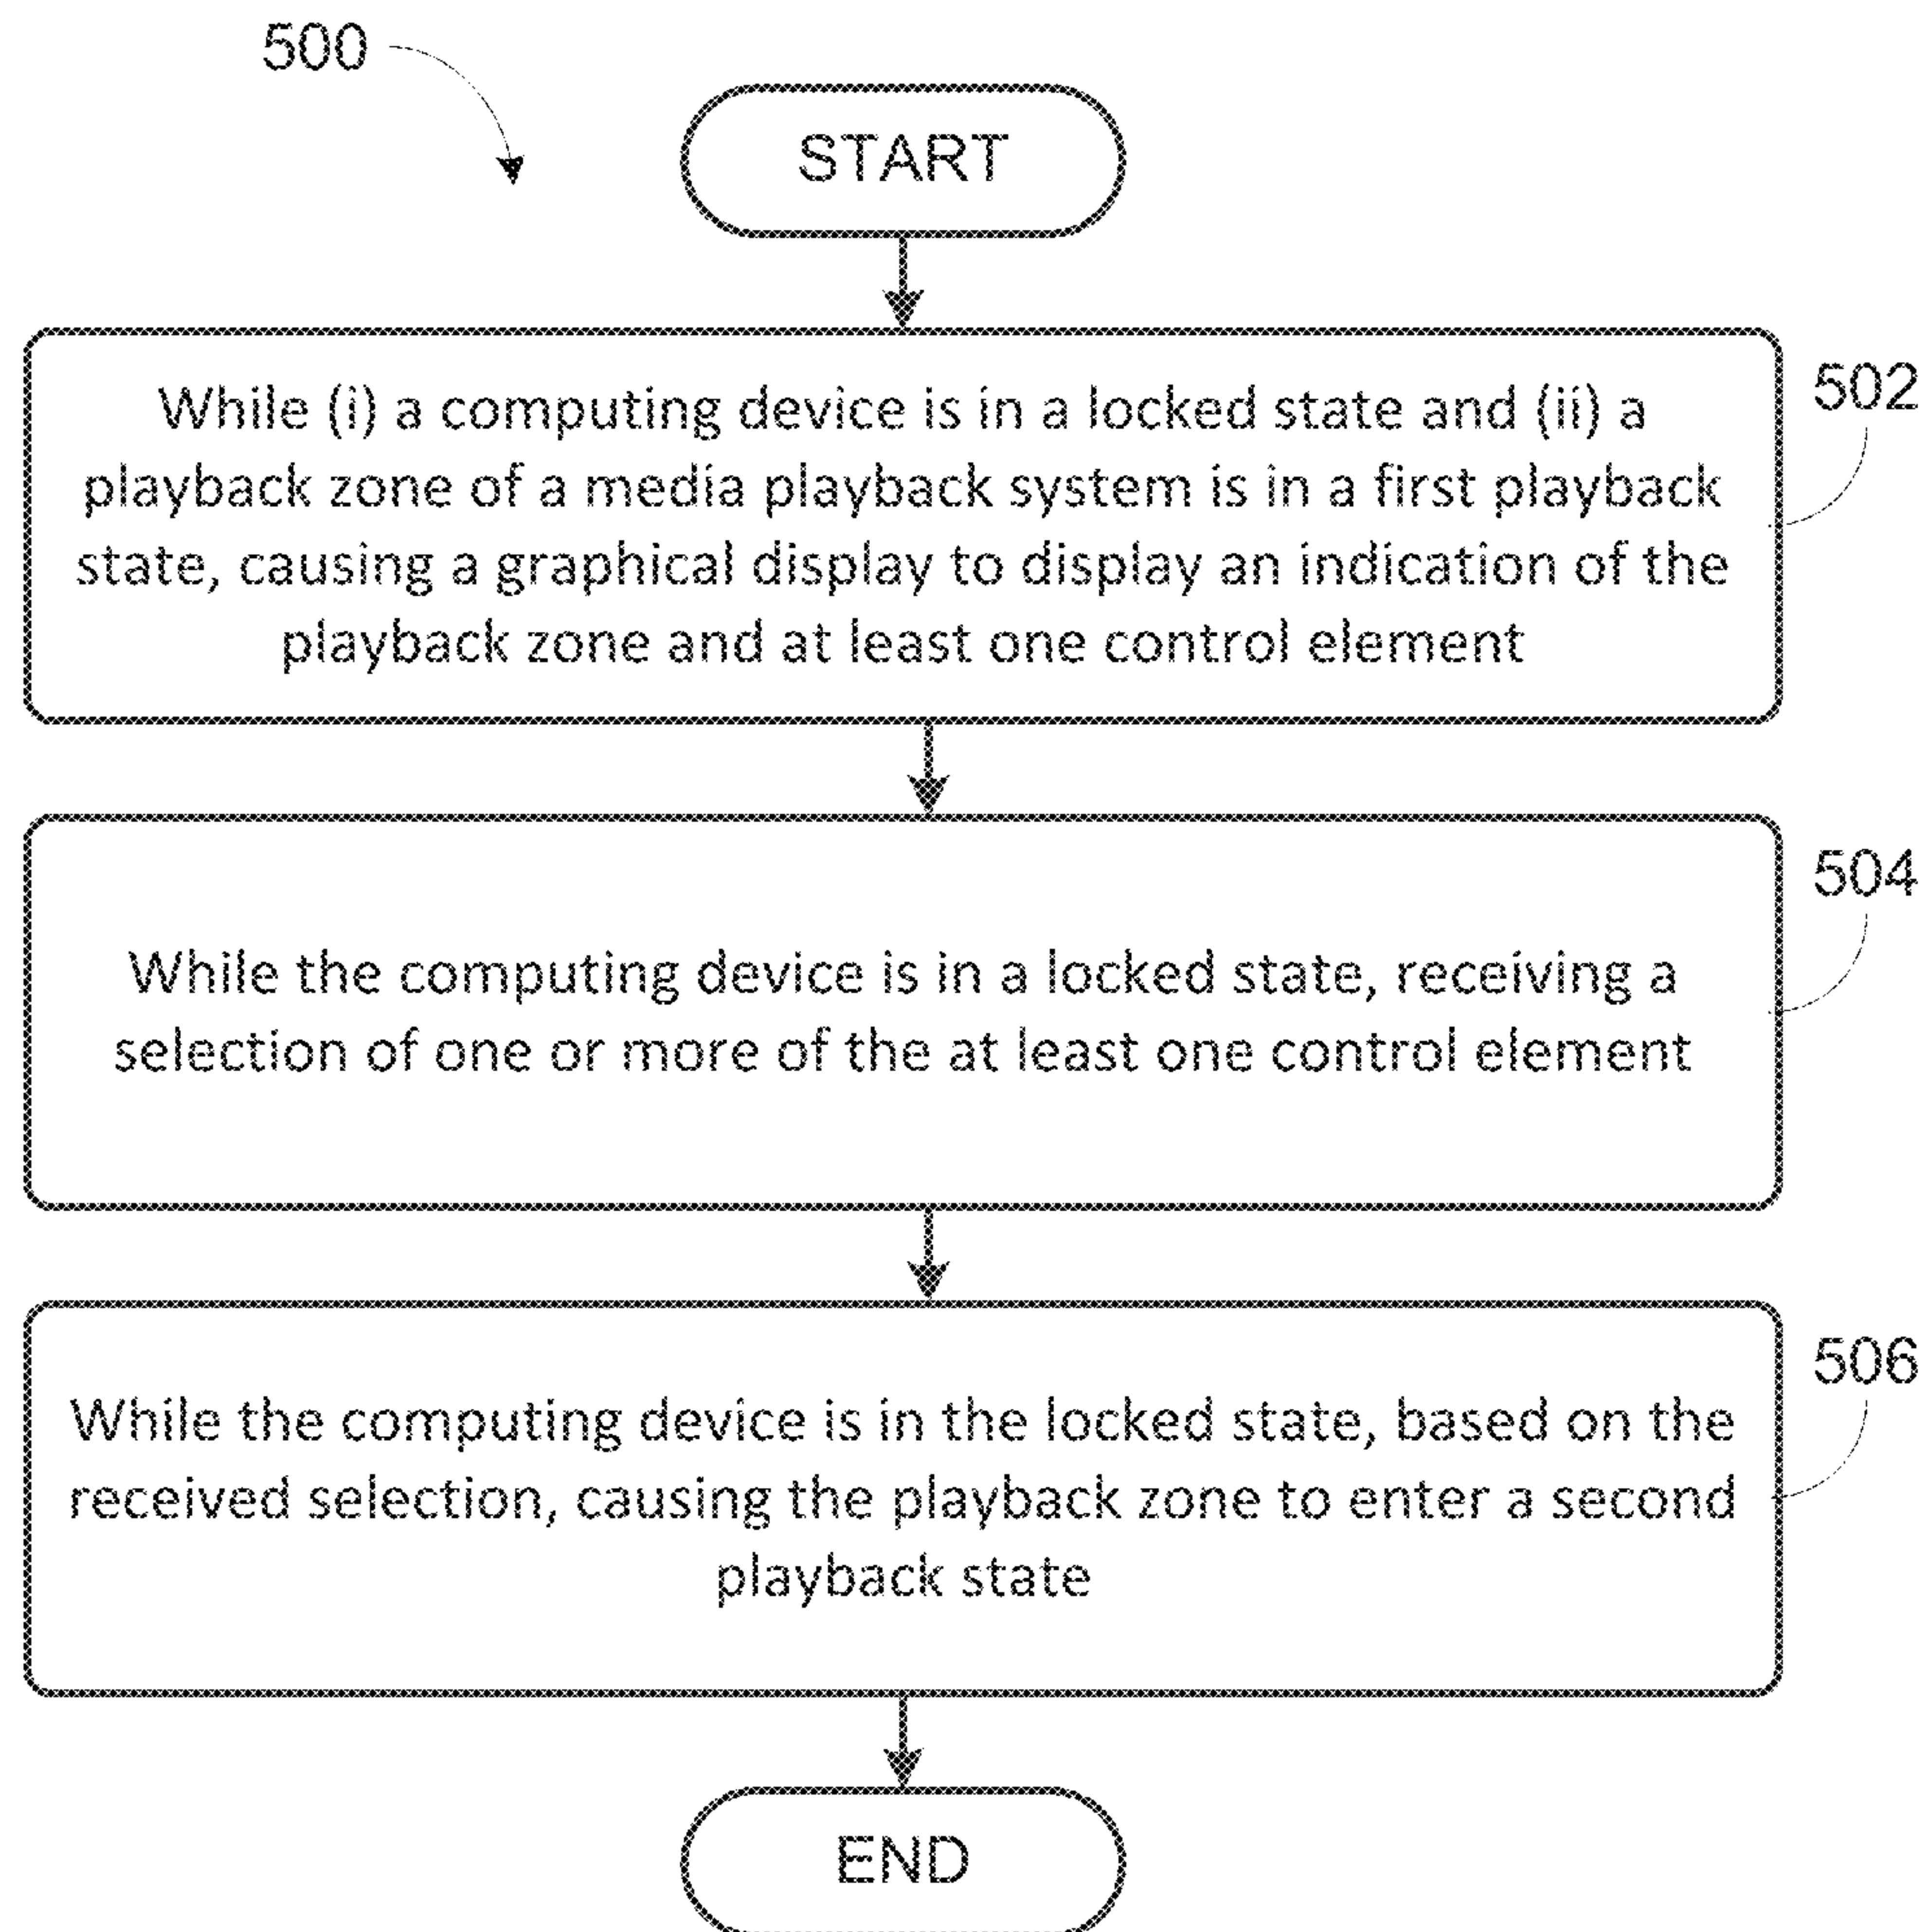 500
START
While (i) a computing device is in a locked state and (ii) a
playback zone of a media playback system is in a first playback
state, causing a graphical display to display an indication of the
playback zone and at least one control element
502
While the computing device is in a locked state, receiving a
selection of one or more of the at least one control element
504
While the computing device is in the locked state, based on the
received selection, causing the playback zone to enter a second
playback state
506
END